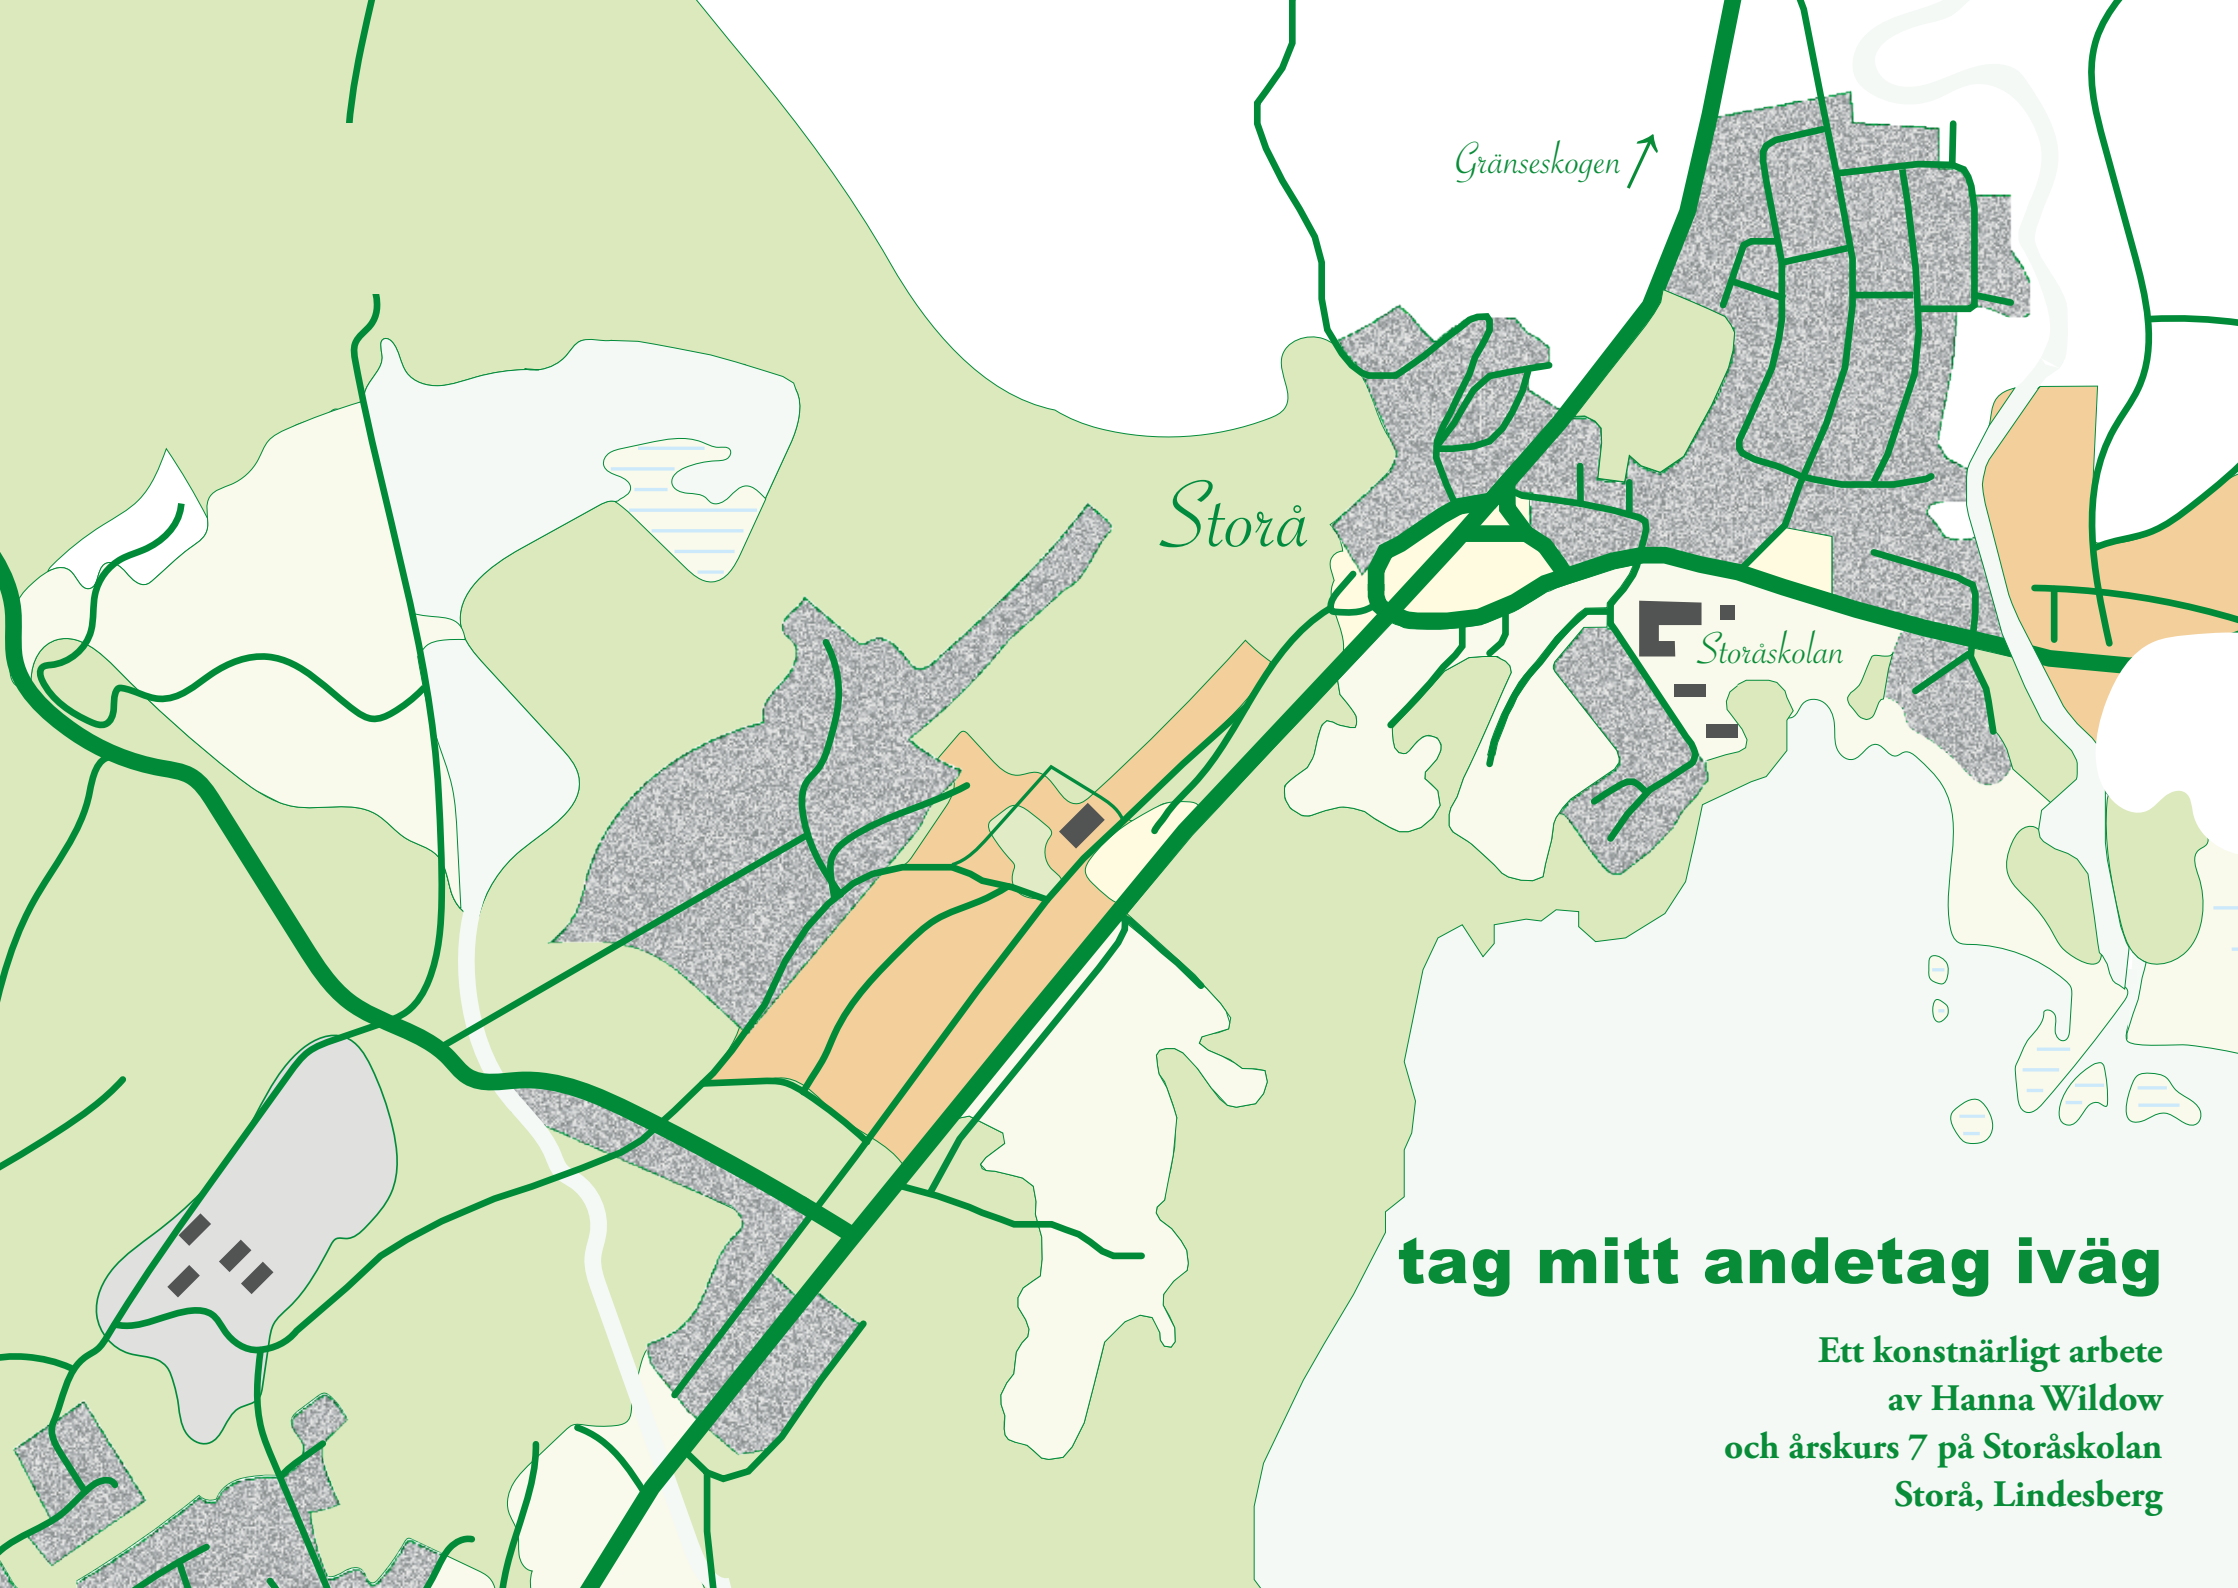 Gränseskogen
Storå
Storåskolan
tag mitt andetag iväg
Ett konstnärligt arbete
av Hanna Wildow
och årskurs 7 på Storåskolan
Storå, Lindesberg